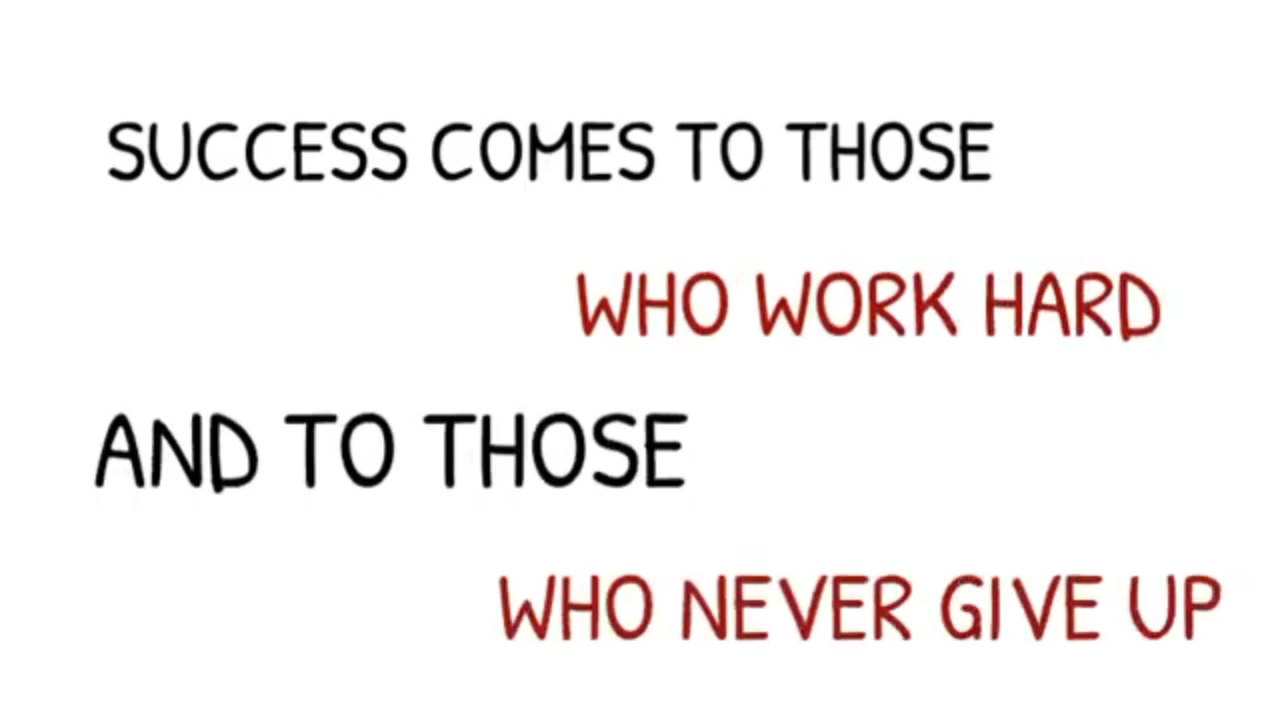 SUCCESS COMES TO THOSE
WHO WORK HARD
AND TO THOSE
WHO NEVER GIVE UP